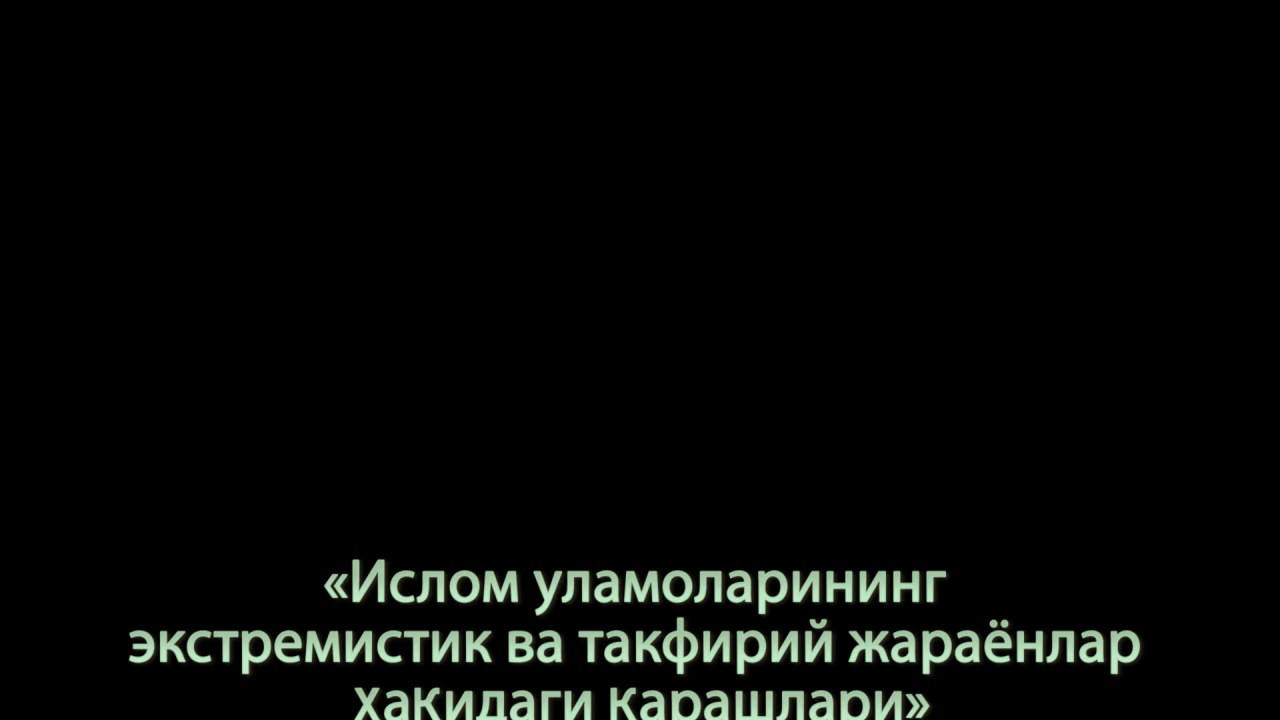 «Ислом уламоларининг
экстремистик ва такфирий жараёнлар
ҳақидаги қарашлари»